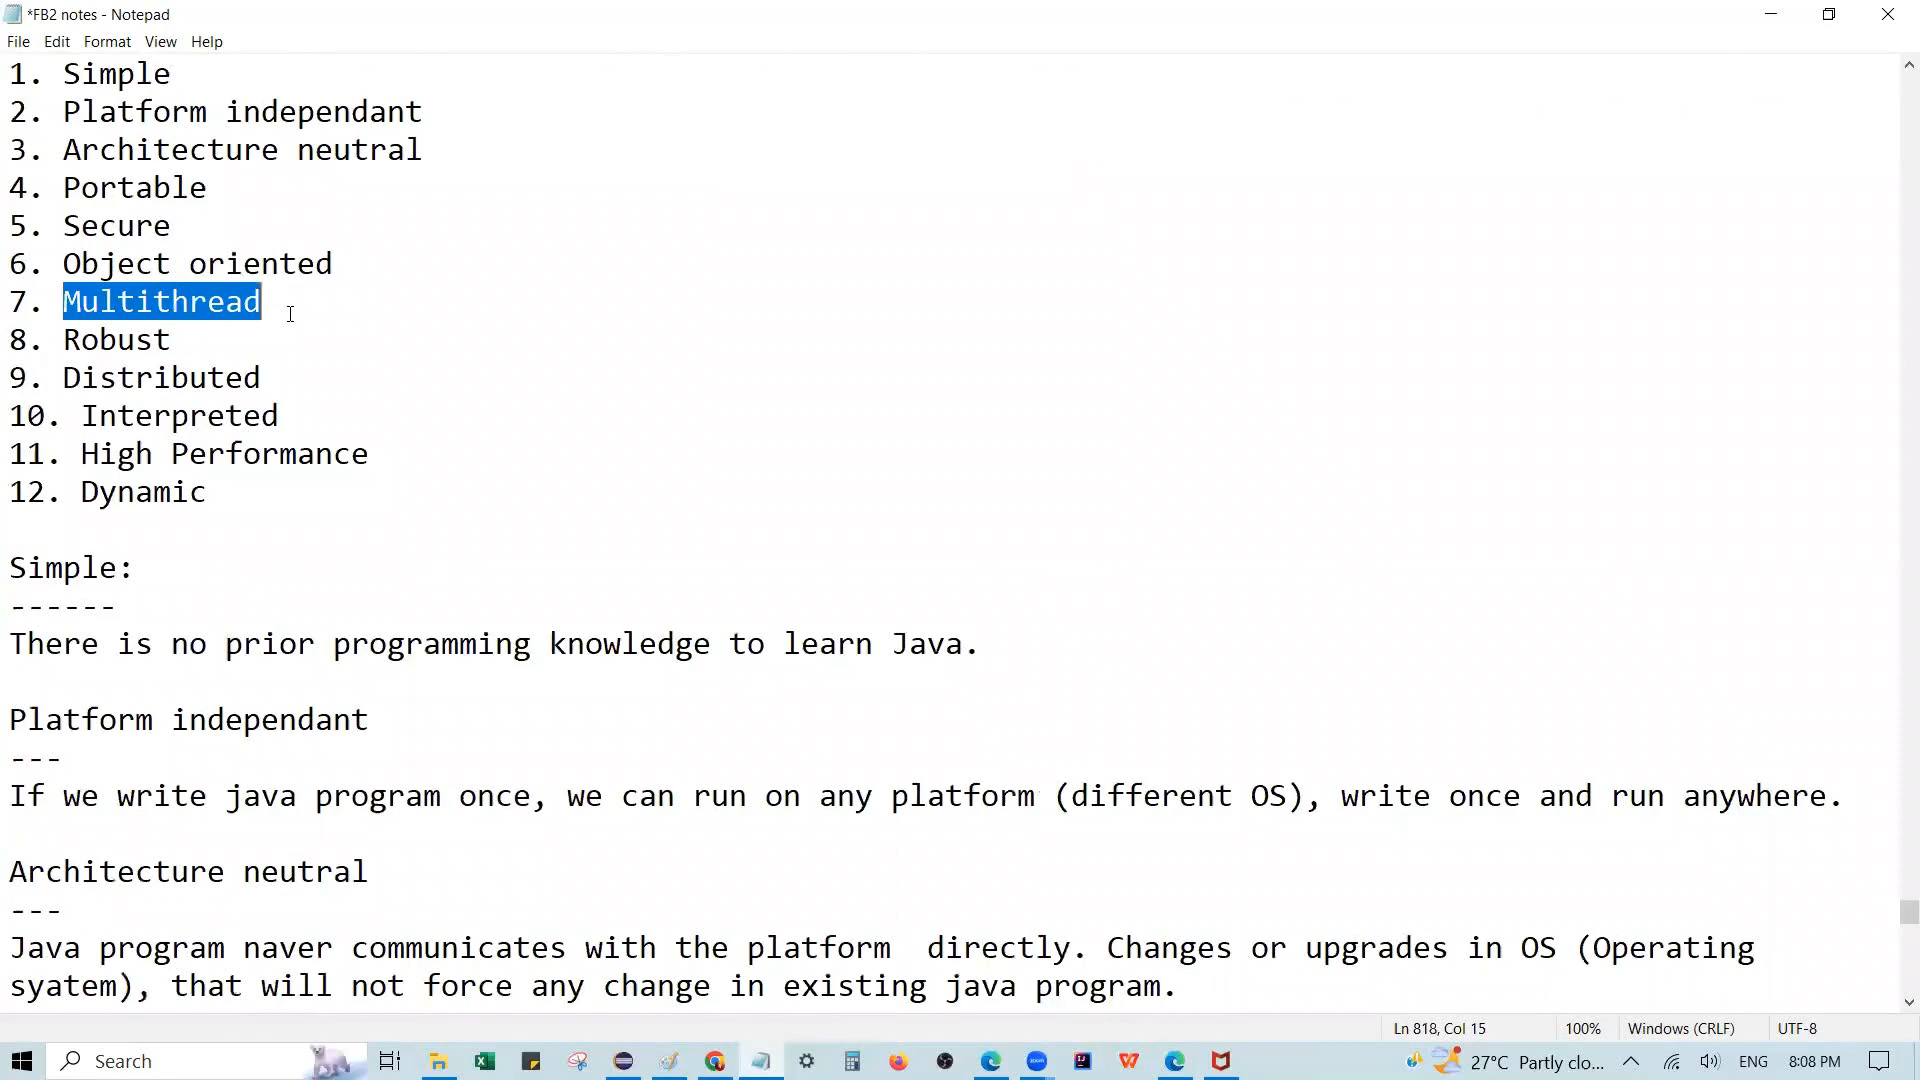 *FB2 notes - Notepad
File Edit Format View Help
1. Simple
2. Platform independant
3. Architecture neutral
4. Portable
5. Secure
6. Object oriented
7. Multithread
8. Robust
9. Distributed
10. Interpreted
11. High Performance
12. Dynamic
Simple:
------
There is no prior programming knowledge to learn Java.
Platform independant
---
If we write java program once, we can run on any platform (different OS), write once and run anywhere.
Architecture neutral
---
Java program naver communicates with the platform  directly. Changes or upgrades in OS (Operating
syatem), that will not force any change in existing java program.
Ln 818, Col 15 100% Windows (CRLF) UTF-8
Search 27°C Partly clo... ENG 8:08 PM